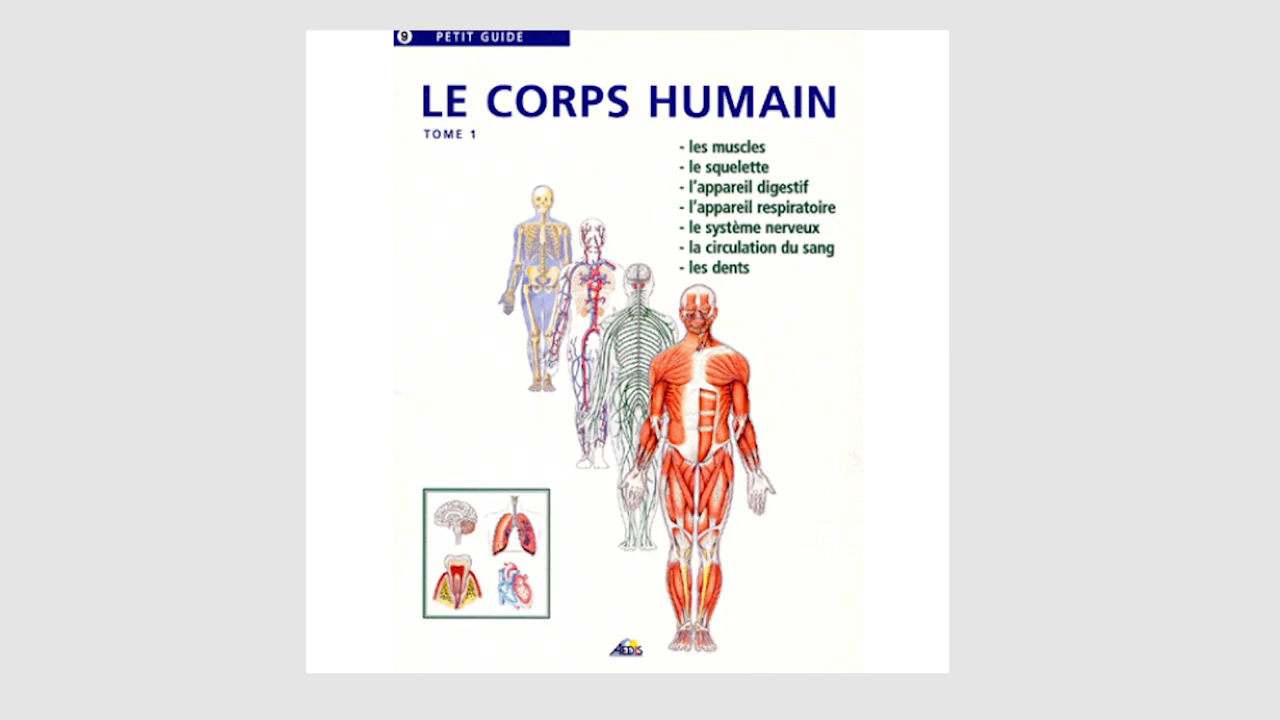 9 PETIT GUIDE
LE CORPS HUMAIN
TOME 1
- les muscles
- le squelette
- l'appareil digestif
- l'appareil respiratoire
- le système nerveux
- la circulation du sang
- les dents
AEDIS